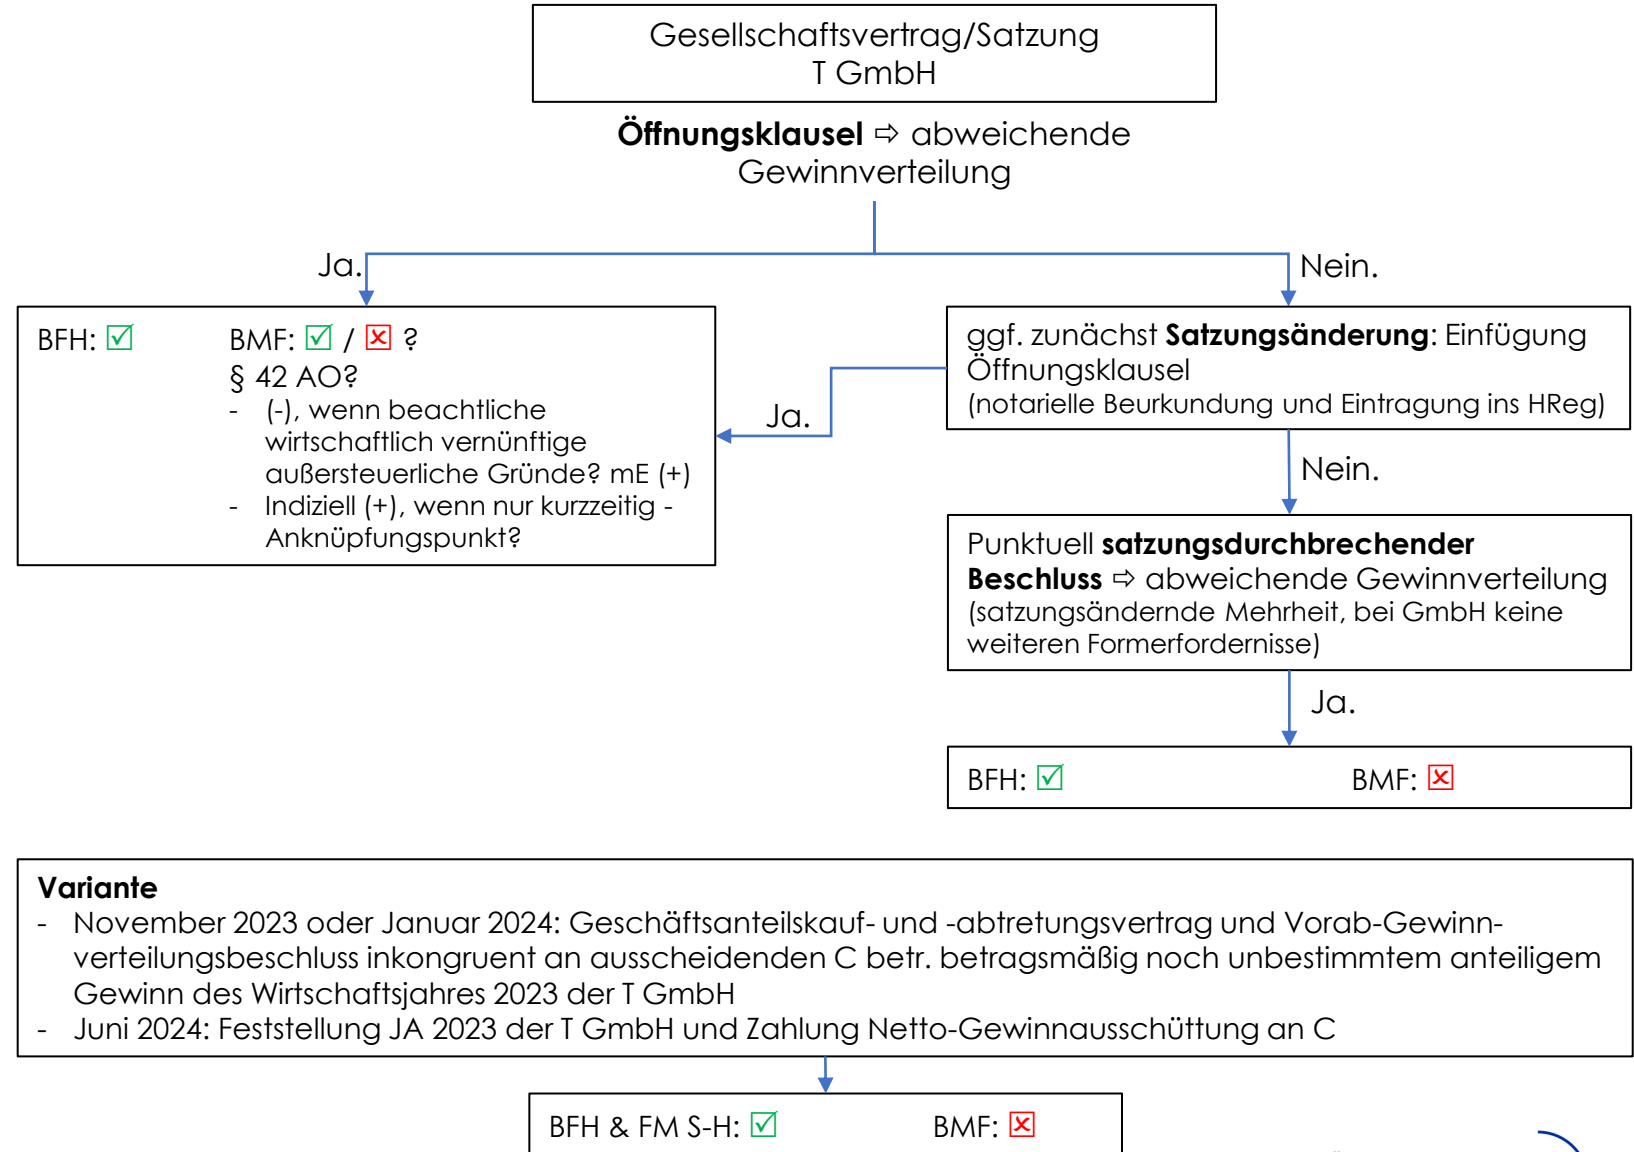 Gesellschaftsvertrag/Satzung
T GmbH
Öffnungsklausel ⇨ abweichende
Gewinnverteilung
Ja.
Nein.
BFH: ☑ BMF: ☑ / ☒ ?
§ 42 AO?
- (-), wenn beachtliche
wirtschaftlich vernünftige
außersteuerliche Gründe? mE (+)
- Indiziell (+), wenn nur kurzzeitig -
Anknüpfungspunkt?
ggf. zunächst Satzungsänderung: Einfügung
Öffnungsklausel
(notarielle Beurkundung und Eintragung ins HReg)
Ja.
Nein.
Punktuell satzungsdurchbrechender
Beschluss ⇨ abweichende Gewinnverteilung
(satzungsändernde Mehrheit, bei GmbH keine
weiteren Formerfordernisse)
Ja.
BFH: ☑ BMF: ☒
Variante
- November 2023 oder Januar 2024: Geschäftsanteilskauf- und -abtretungsvertrag und Vorab-Gewinn-
verteilungsbeschluss inkongruent an ausscheidenden C betr. betragsmäßig noch unbestimmtem anteiligem
Gewinn des Wirtschaftsjahres 2023 der T GmbH
- Juni 2024: Feststellung JA 2023 der T GmbH und Zahlung Netto-Gewinnausschüttung an C
BFH & FM S-H: ☑ BMF: ☒